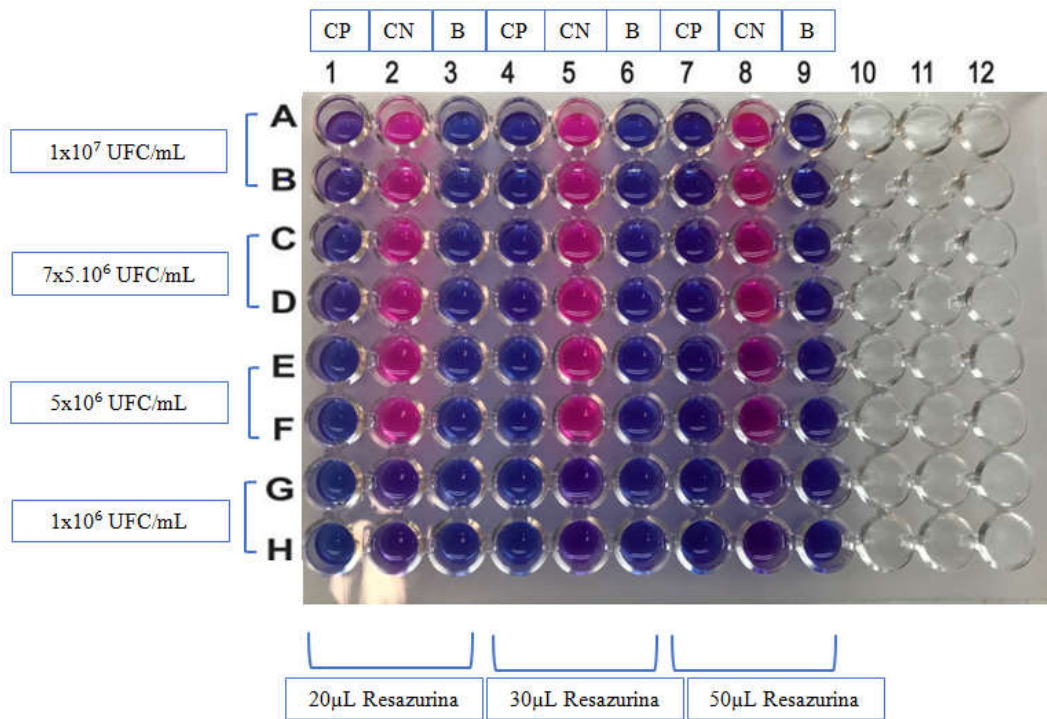 CP CN B CP CN B CP CN B
1 2 3 4 5 6 7 8 9 10 11 12
A
1x10⁷ UFC/mL
B
C
7x5.10⁶ UFC/mL
D
E
5x10⁶ UFC/mL
F
G
1x10⁶ UFC/mL
H
20µL Resazurina 30µL Resazurina 50µL Resazurina